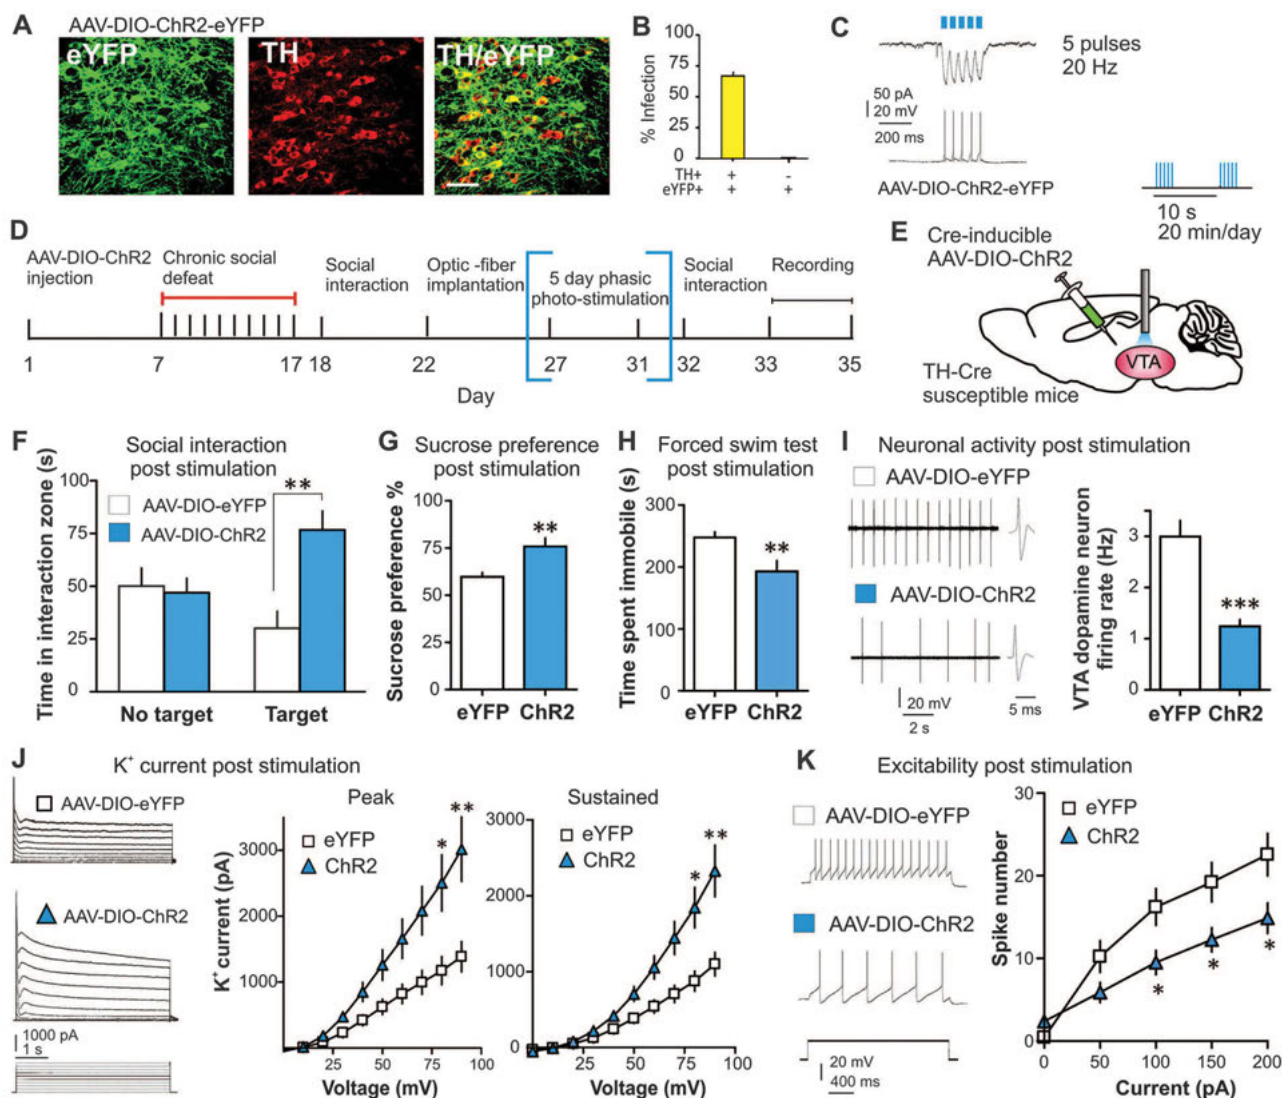 A
AAV-DIO-ChR2-eYFP
eYFP
TH
TH/eYFP
B
% Infection
100
75
50
25
0
TH+ + -
eYFP+ + +
C
5 pulses
20 Hz
50 pA
20 mV
200 ms
AAV-DIO-ChR2-eYFP
10 s
20 min/day
D
AAV-DIO-ChR2
injection
Chronic social
defeat
Social
interaction
Optic -fiber
implantation
5 day phasic
photo-stimulation
Social
interaction
Recording
1 7 17 18 22 27 31 32 33 35
Day
E
Cre-inducible
AAV-DIO-ChR2
VTA
TH-Cre
susceptible mice
F
Social interaction
post stimulation
Time in interaction zone (s)
100
75
50
25
0
AAV-DIO-eYFP
AAV-DIO-ChR2
**
No target Target
G
Sucrose preference
post stimulation
Sucrose preference %
100
75
50
25
0
**
eYFP ChR2
H
Forced swim test
post stimulation
Time spent immobile (s)
300
200
100
0
**
eYFP ChR2
I
Neuronal activity post stimulation
AAV-DIO-eYFP
AAV-DIO-ChR2
20 mV
2 s
5 ms
VTA dopamine neuron
firing rate (Hz)
3
2
1
0
***
eYFP ChR2
J
K⁺ current post stimulation
AAV-DIO-eYFP
AAV-DIO-ChR2
1000 pA
1 s
Peak
eYFP
ChR2
K⁺ current (pA)
3000
2000
1000
* **
25 50 75 100
Voltage (mV)
Sustained
eYFP
ChR2
3000
2000
1000
0
* **
25 50 75 100
Voltage (mV)
K
Excitability post stimulation
AAV-DIO-eYFP
AAV-DIO-ChR2
20 mV
400 ms
Spike number
30
20
10
0
eYFP
ChR2
* * *
0 50 100 150 200
Current (pA)